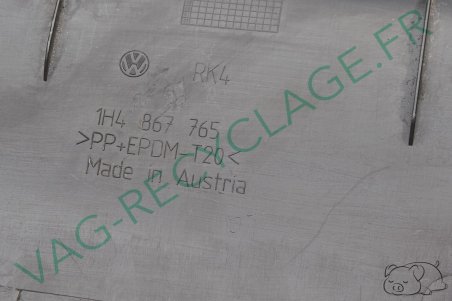 RK4
1H4 867 765
>PP+EPDM-T20<
Made in Austria
VAG-RECYCLAGE.FR